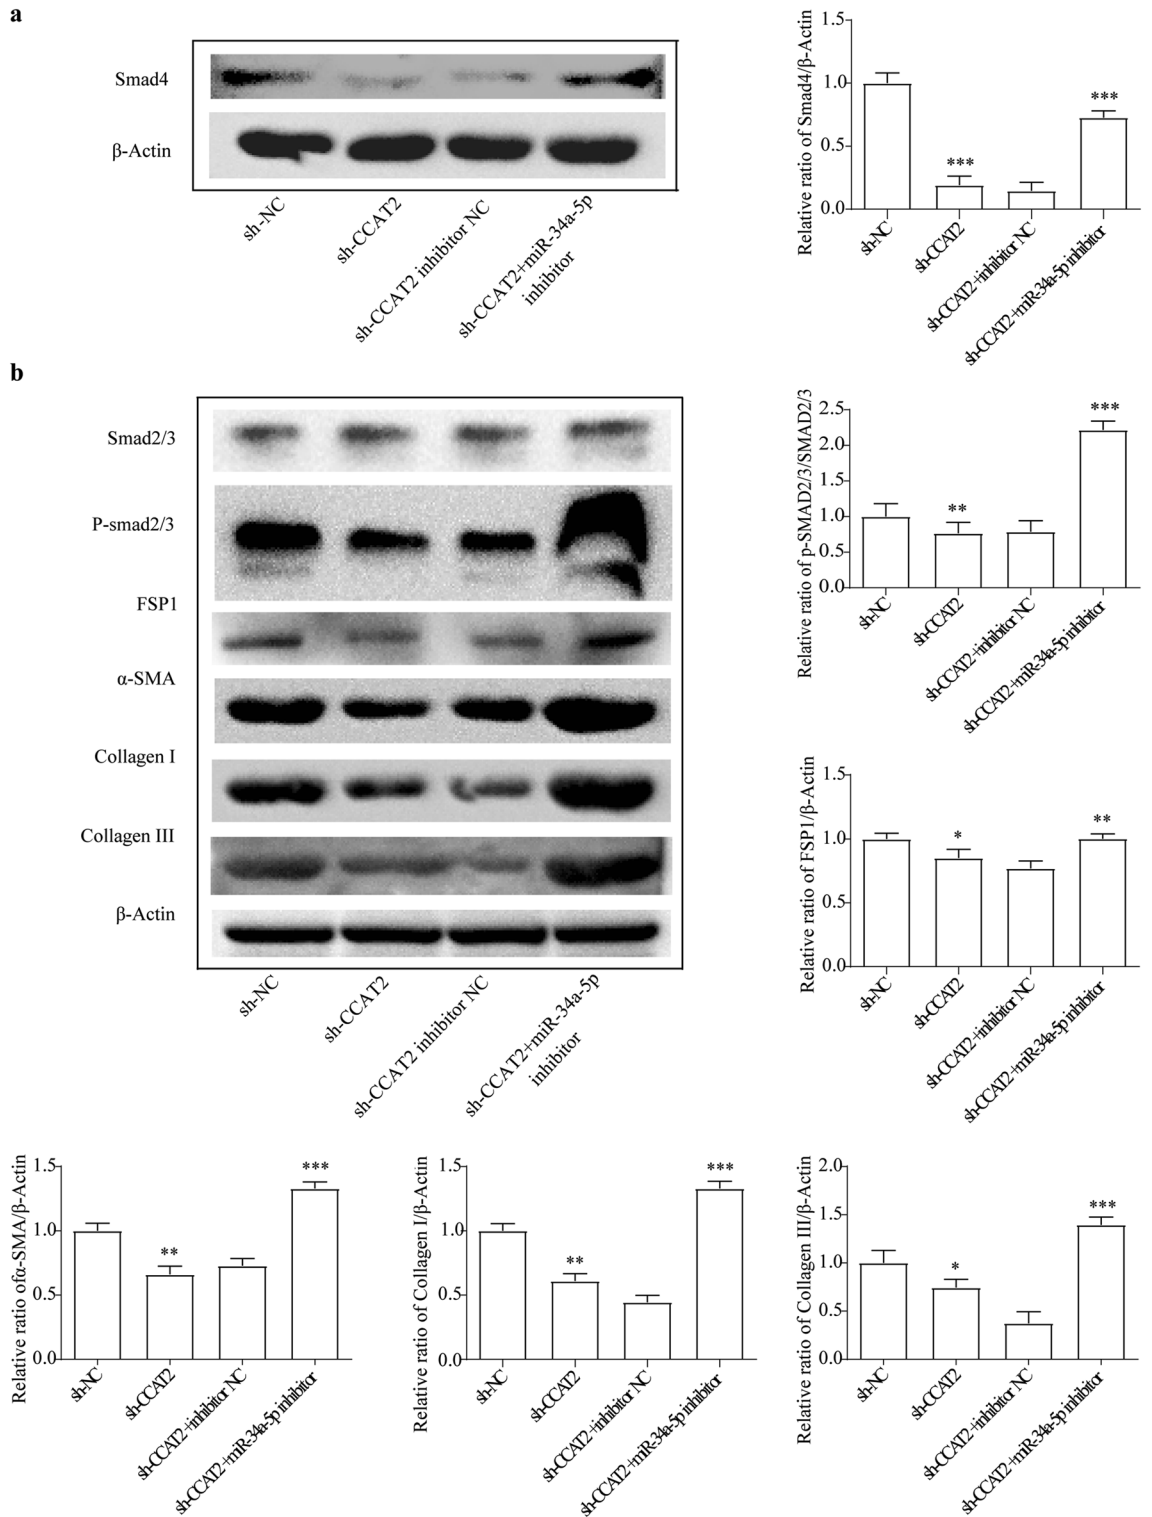 a
Smad4
β-Actin
sh-NC
sh-CCAT2
sh-CCAT2 inhibitor NC
sh-CCAT2+miR-34a-5p
inhibitor
Relative ratio of Smad4/β-Actin
1.5
1.0
0.5
0.0
***
***
sh-NC
sh-CCAT2
sh-CCAT2+inhibitor NC
sh-CCAT2+miR-34a-5p inhibitor
b
Smad2/3
P-smad2/3
FSP1
α-SMA
Collagen I
Collagen III
β-Actin
sh-NC
sh-CCAT2
sh-CCAT2 inhibitor NC
sh-CCAT2+miR-34a-5p
inhibitor
Relative ratio of p-SMAD2/3/SMAD2/3
2.5
2.0
1.5
1.0
0.5
0.0
**
***
sh-NC
sh-CCAT2
sh-CCAT2+inhibitor NC
sh-CCAT2+miR-34a-5p inhibitor
Relative ratio of FSP1/β-Actin
1.5
1.0
0.5
0.0
*
**
sh-NC
sh-CCAT2
sh-CCAT2+inhibitor NC
sh-CCAT2+miR-34a-5p inhibitor
Relative ratio ofα-SMA/β-Actin
1.5
1.0
0.5
0.0
**
***
sh-NC
sh-CCAT2
sh-CCAT2+inhibitor NC
sh-CCAT2+miR-34a-5p inhibitor
Relative ratio of Collagen I/β-Actin
1.5
1.0
0.5
0.0
**
***
sh-NC
sh-CCAT2
sh-CCAT2+inhibitor NC
sh-CCAT2+miR-34a-5p inhibitor
Relative ratio of Collagen III/β-Actin
2.0
1.5
1.0
0.5
0.0
*
***
sh-NC
sh-CCAT2
sh-CCAT2+inhibitor NC
sh-CCAT2+miR-34a-5p inhibitor